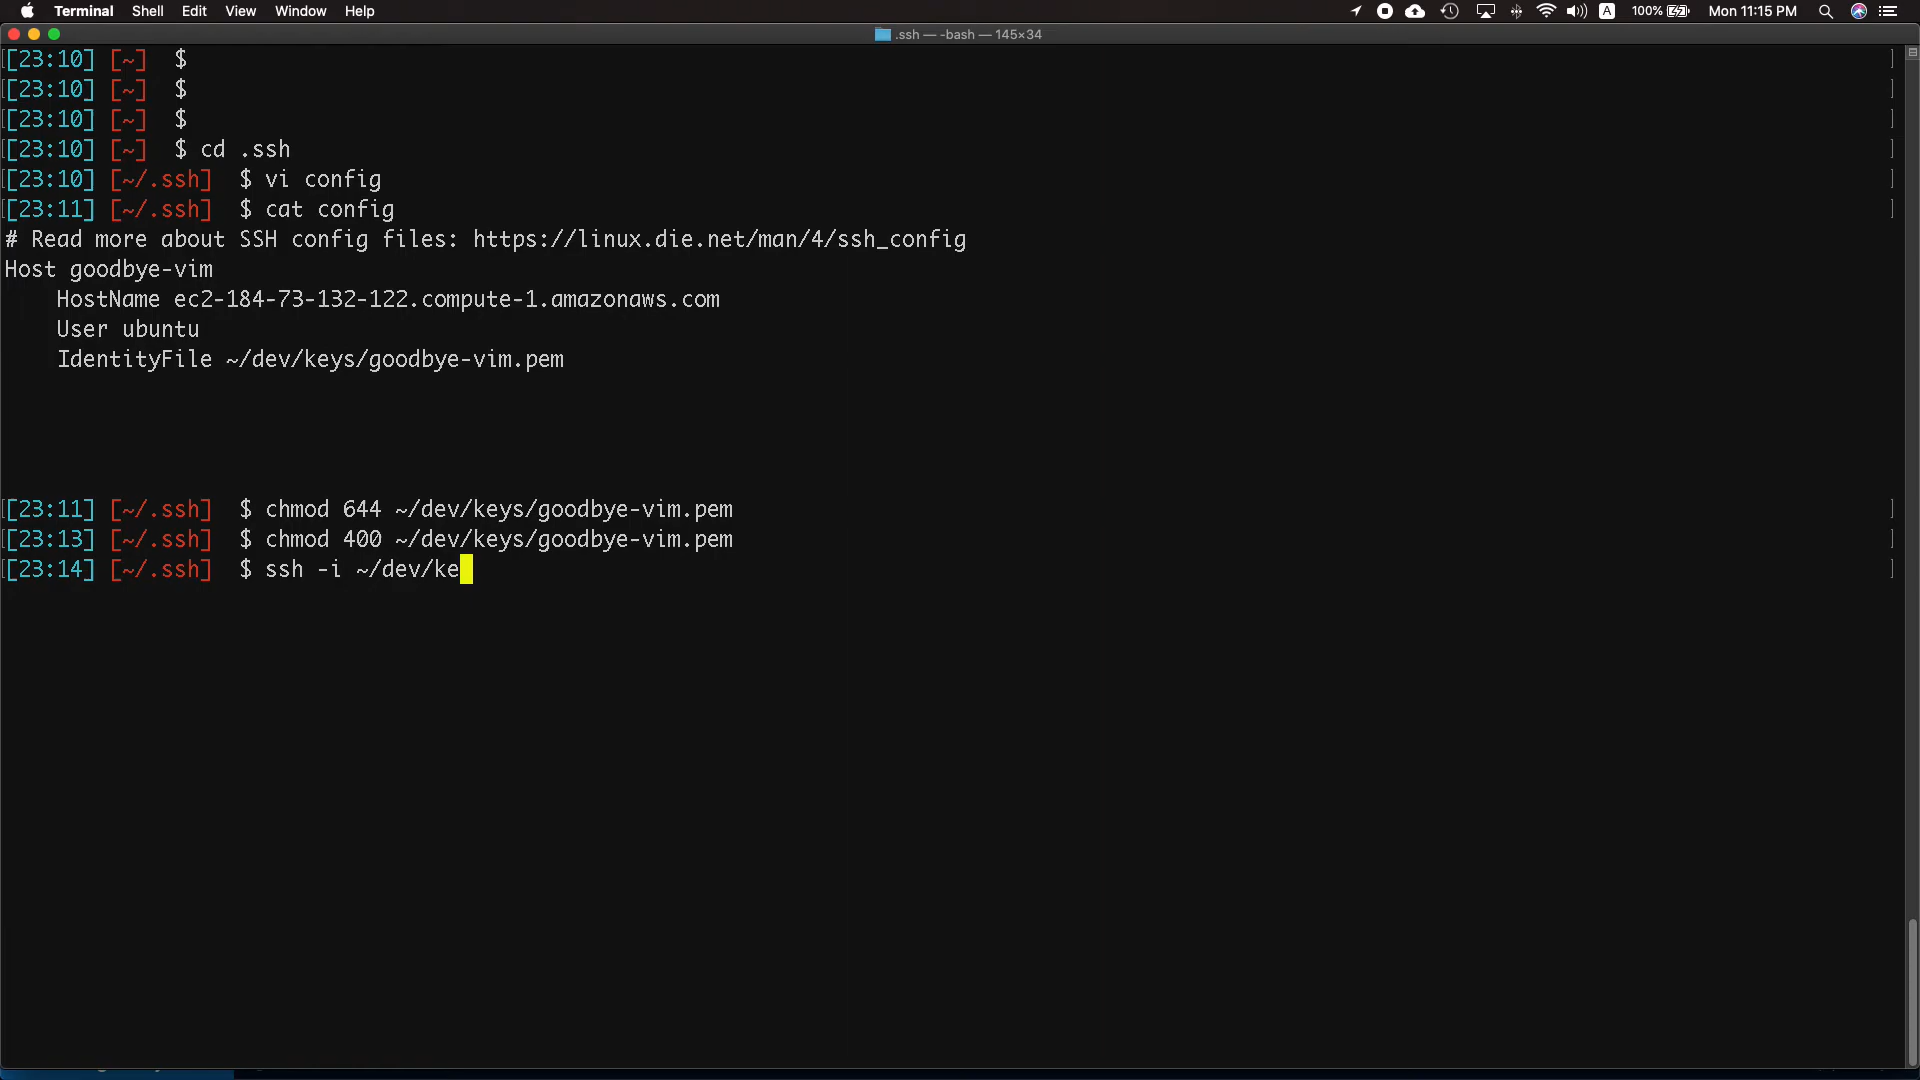 Terminal Shell Edit View Window Help A 100% Mon 11:15 PM
.ssh — -bash — 145×34
[23:10] [~] $
[23:10] [~] $
[23:10] [~] $
[23:10] [~] $ cd .ssh
[23:10] [~/.ssh] $ vi config
[23:11] [~/.ssh] $ cat config
# Read more about SSH config files: https://linux.die.net/man/4/ssh_config
Host goodbye-vim
    HostName ec2-184-73-132-122.compute-1.amazonaws.com
    User ubuntu
    IdentityFile ~/dev/keys/goodbye-vim.pem
[23:11] [~/.ssh] $ chmod 644 ~/dev/keys/goodbye-vim.pem
[23:13] [~/.ssh] $ chmod 400 ~/dev/keys/goodbye-vim.pem
[23:14] [~/.ssh] $ ssh -i ~/dev/ke